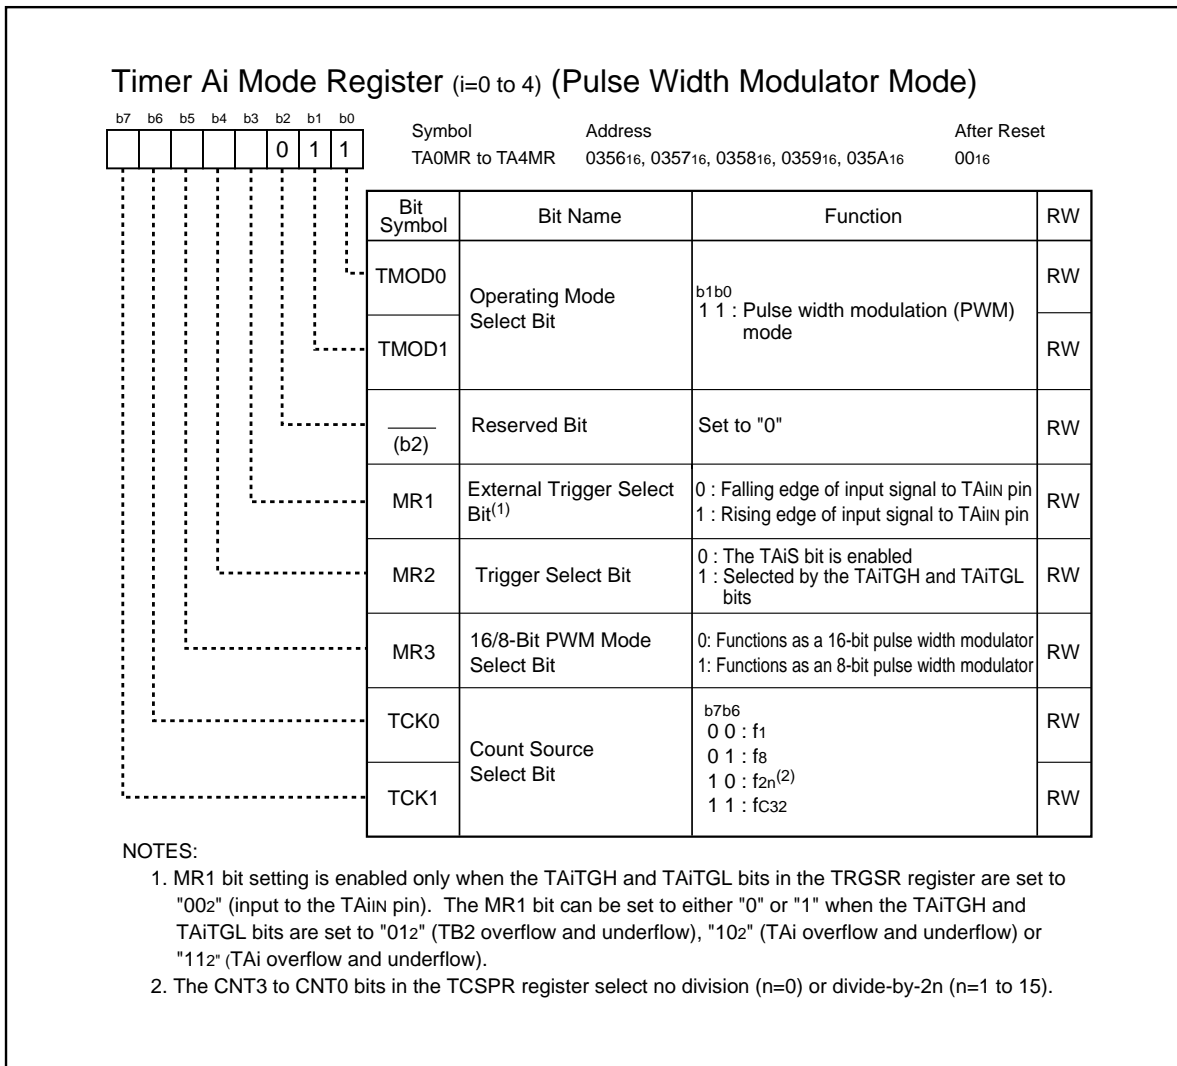 Timer Ai Mode Register (i=0 to 4) (Pulse Width Modulator Mode)
b7 b6 b5 b4 b3 b2 b1 b0
0 1 1
Symbol Address After Reset
TA0MR to TA4MR 035616, 035716, 035816, 035916, 035A16 0016
Bit Symbol Bit Name Function RW
TMOD0 RW
Operating Mode
Select Bit
b1b0
1 1 : Pulse width modulation (PWM)
mode
TMOD1 RW
(b2) Reserved Bit Set to "0" RW
MR1 External Trigger Select
Bit(1)
0 : Falling edge of input signal to TAiIN pin
1 : Rising edge of input signal to TAiIN pin
RW
MR2 Trigger Select Bit
0 : The TAiS bit is enabled
1 : Selected by the TAiTGH and TAiTGL
bits
RW
MR3 16/8-Bit PWM Mode
Select Bit
0: Functions as a 16-bit pulse width modulator
1: Functions as an 8-bit pulse width modulator
RW
TCK0 RW
Count Source
Select Bit
b7b6
0 0 : f1
0 1 : f8
1 0 : f2n(2)
1 1 : fC32
TCK1 RW
NOTES:
1. MR1 bit setting is enabled only when the TAiTGH and TAiTGL bits in the TRGSR register are set to
"002" (input to the TAiIN pin). The MR1 bit can be set to either "0" or "1" when the TAiTGH and
TAiTGL bits are set to "012" (TB2 overflow and underflow), "102" (TAi overflow and underflow) or
"112" (TAi overflow and underflow).
2. The CNT3 to CNT0 bits in the TCSPR register select no division (n=0) or divide-by-2n (n=1 to 15).